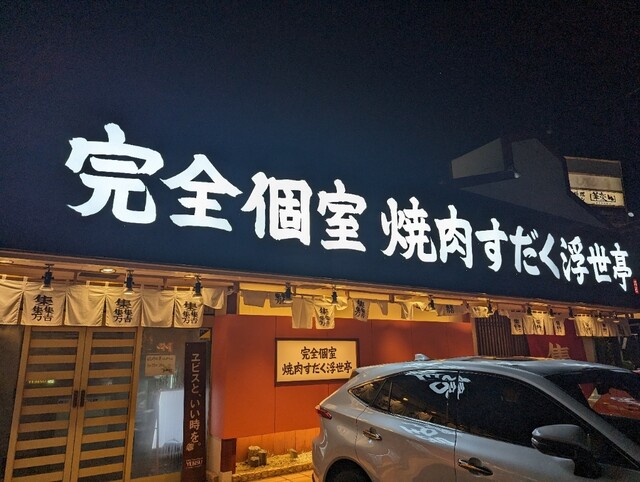 完全個室 焼肉すだく浮世亭
完全個室
焼肉すだく浮世亭
ヱビスと、いい時を。